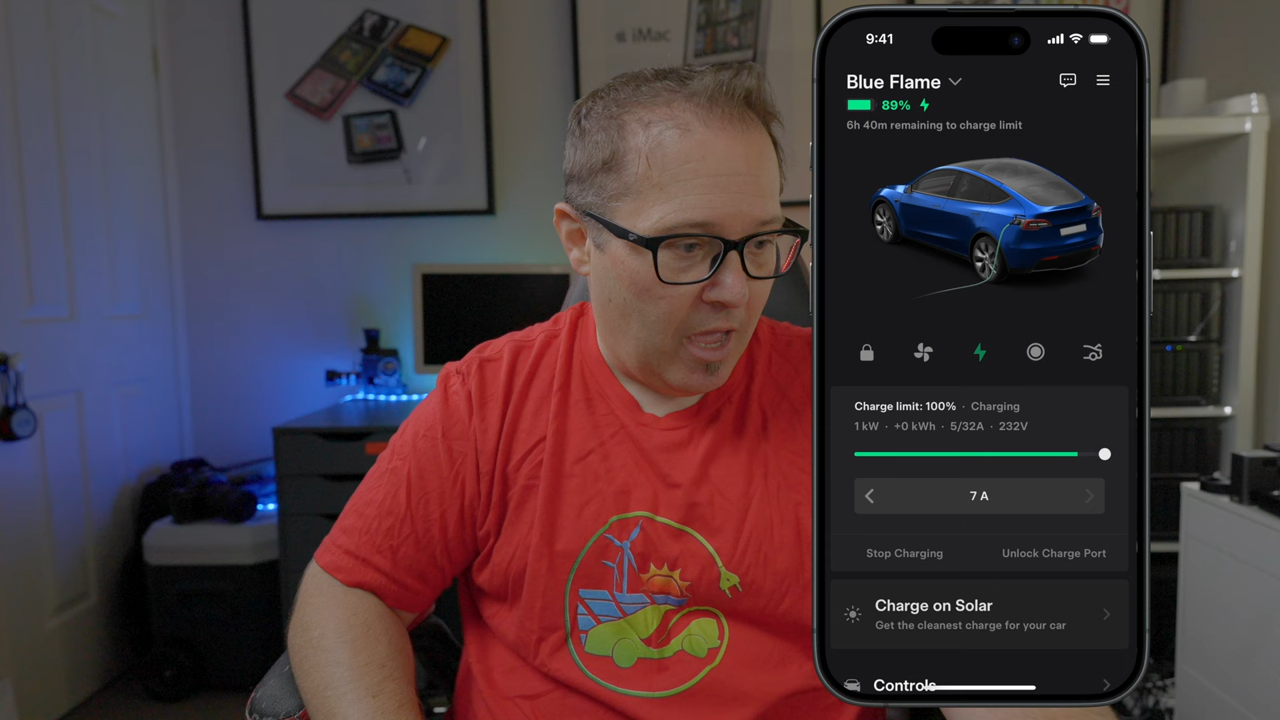 iMac
9:41
Blue Flame
89%
6h 40m remaining to charge limit
Charge limit: 100% · Charging
1 kW · +0 kWh · 5/32A · 232V
7 A
Stop Charging
Unlock Charge Port
Charge on Solar
Get the cleanest charge for your car
Controls